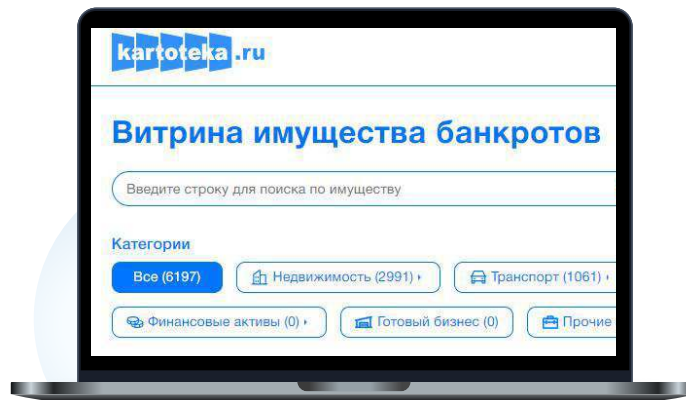 kartoteka.ru
Витрина имущества банкротов
Введите строку для поиска по имуществу
Категории
Все (6197) Недвижимость (2991) Транспорт (1061)
Финансовые активы (0) Готовый бизнес (0) Прочие